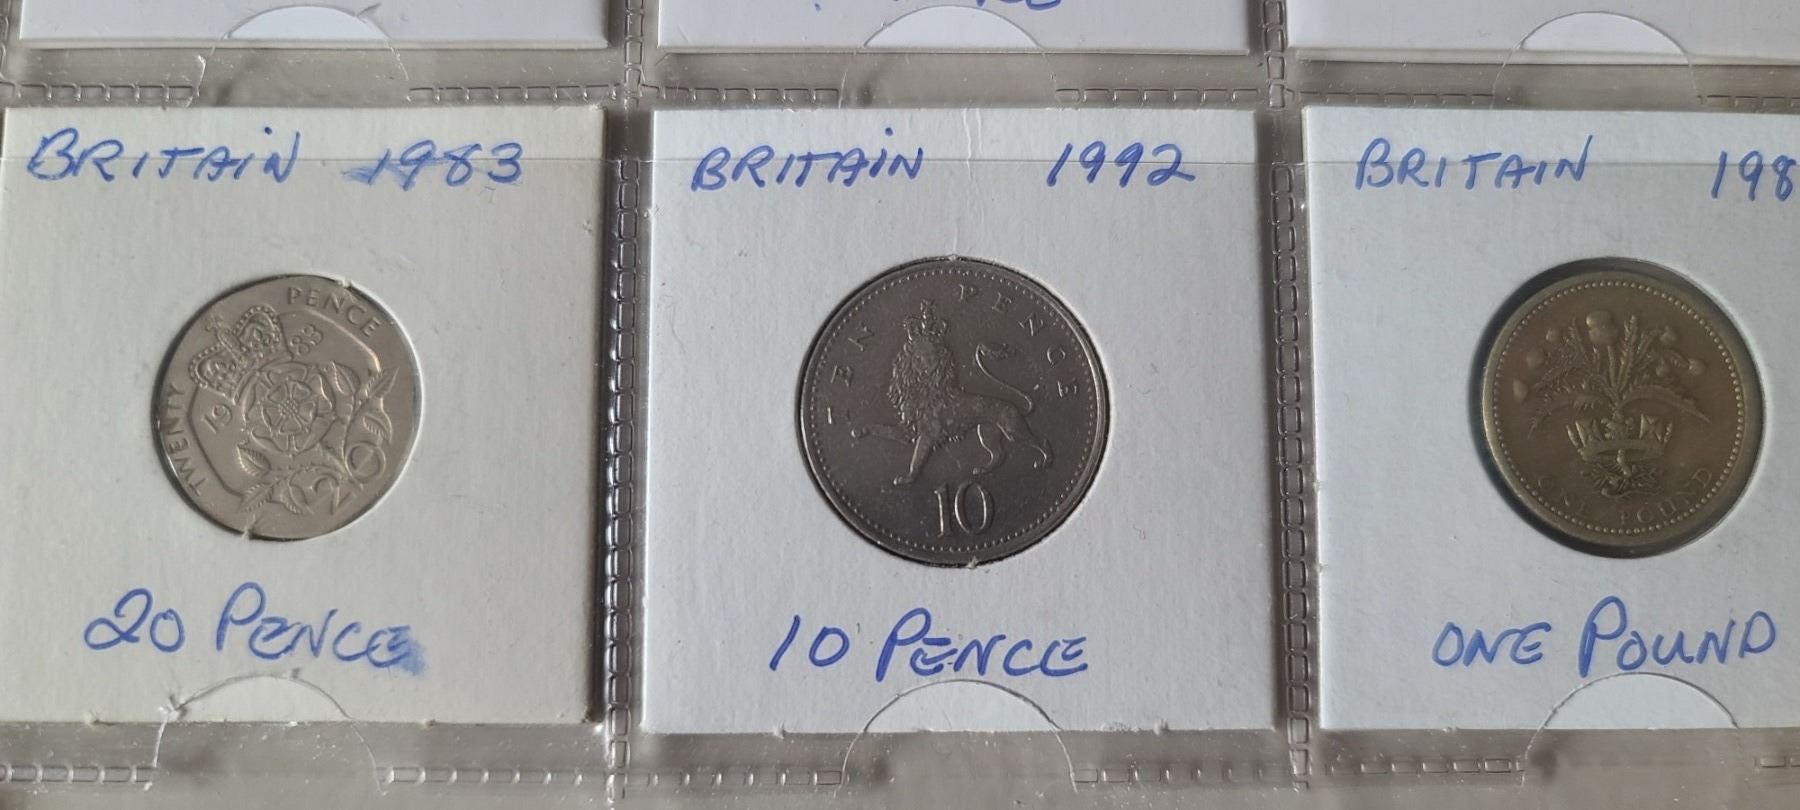 BRITAIN 1983
TWENTY PENCE
1983
20
20 PENCE
BRITAIN 1992
TEN PENCE
10
10 PENCE
BRITAIN 198
ONE POUND
ONE POUND